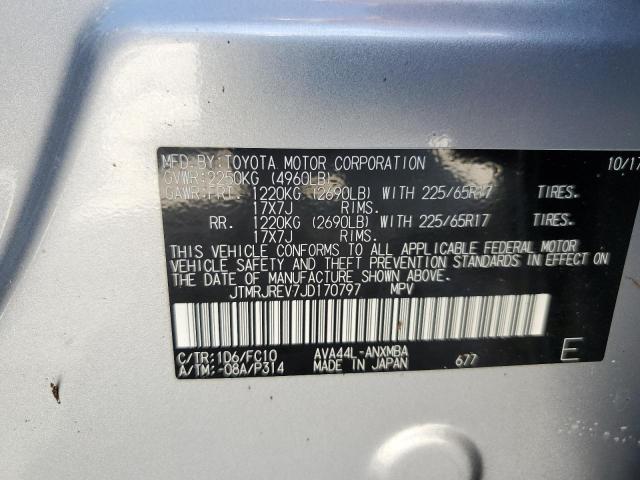 MFD.BY:TOYOTA MOTOR CORPORATION 10/17
GVWR:2250KG (4960LB)
GAWR:FRT. 1220KG (2690LB) WITH 225/65R17 TIRES.
17X7J RIMS.
RR. 1220KG (2690LB) WITH 225/65R17 TIRES.
17X7J RIMS.
THIS VEHICLE CONFORMS TO ALL APPLICABLE FEDERAL MOTOR
VEHICLE SAFETY AND THEFT PREVENTION STANDARDS IN EFFECT ON
THE DATE OF MANUFACTURE SHOWN ABOVE.
JTMRJREV7JD170797 MPV
C/TR:1D6/FC10 AVA44L-ANXMBA
A/TM:-08A/P314 MADE IN JAPAN 677 E